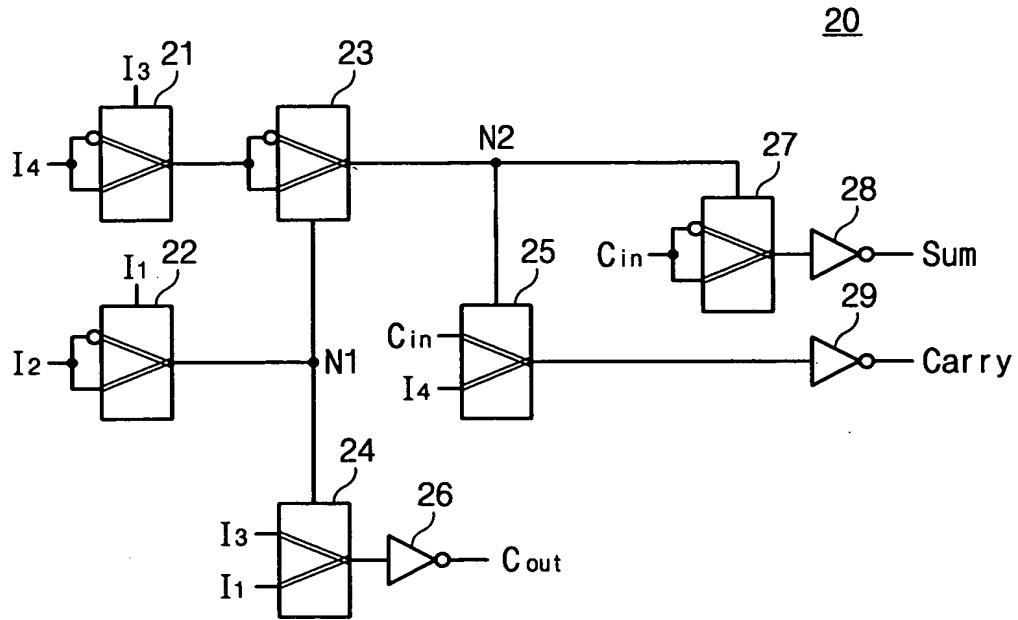 20
I3 21 23
I4 N2 27 28
Cin Sum
I1 22 25 29
I2 N1 Cin Carry
I4
24 26
I3 Cout
I1